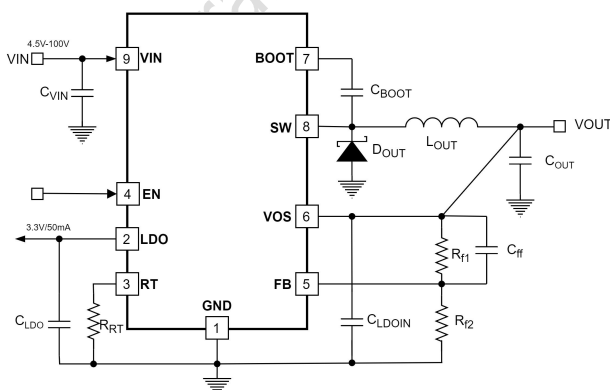 4.5V-100V
VIN
9 VIN
BOOT 7
C_VIN
C_BOOT
SW 8
VOUT
L_OUT
D_OUT
C_OUT
4 EN
VOS 6
3.3V/50mA
2 LDO
R_f1
C_ff
3 RT
FB 5
GND
C_LDO
R_RT
1
C_LDOIN
R_f2